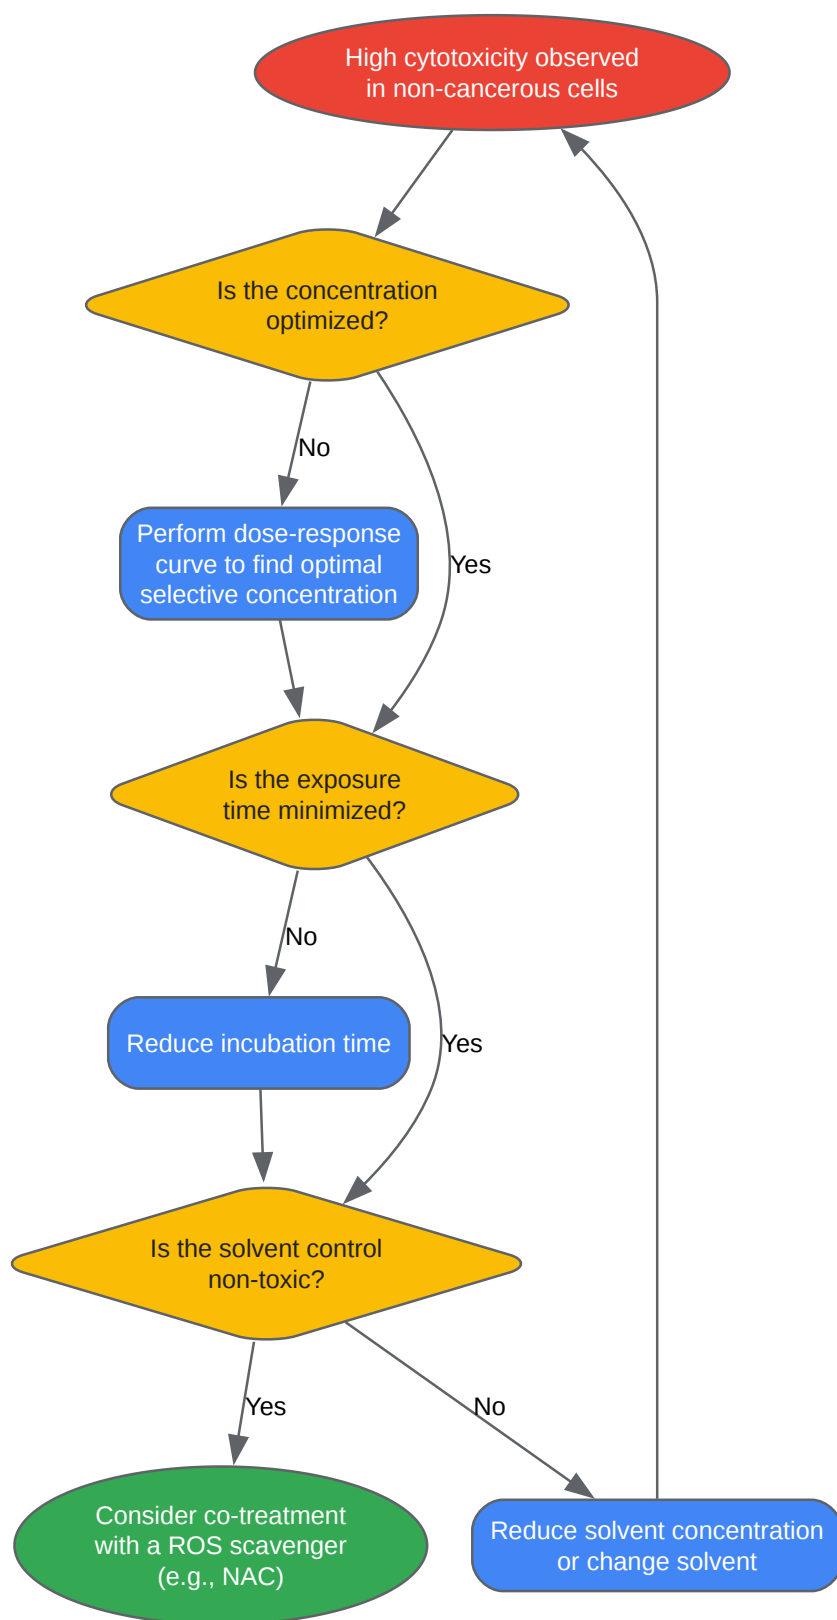 High cytotoxicity observed
in non-cancerous cells
Is the concentration
optimized?
No
Perform dose-response
curve to find optimal
selective concentration
Yes
Is the exposure
time minimized?
No
Reduce incubation time
Yes
Is the solvent control
non-toxic?
Yes
No
Consider co-treatment
with a ROS scavenger
(e.g., NAC)
Reduce solvent concentration
or change solvent